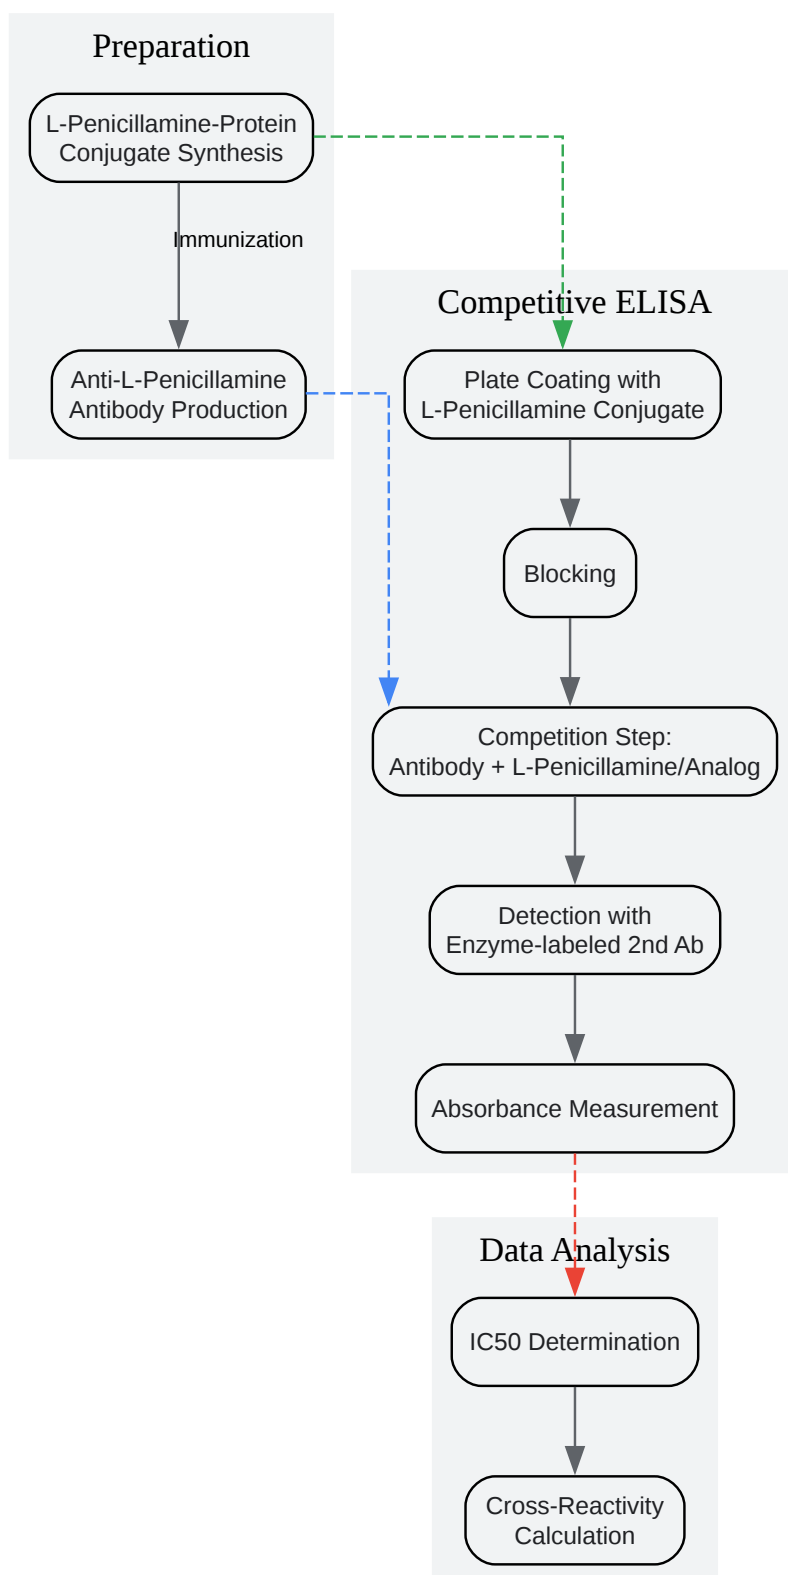 Preparation
L-Penicillamine-Protein
Conjugate Synthesis
Immunization
Anti-L-Penicillamine
Antibody Production
Competitive ELISA
Plate Coating with
L-Penicillamine Conjugate
Blocking
Competition Step:
Antibody + L-Penicillamine/Analog
Detection with
Enzyme-labeled 2nd Ab
Absorbance Measurement
Data Analysis
IC50 Determination
Cross-Reactivity
Calculation